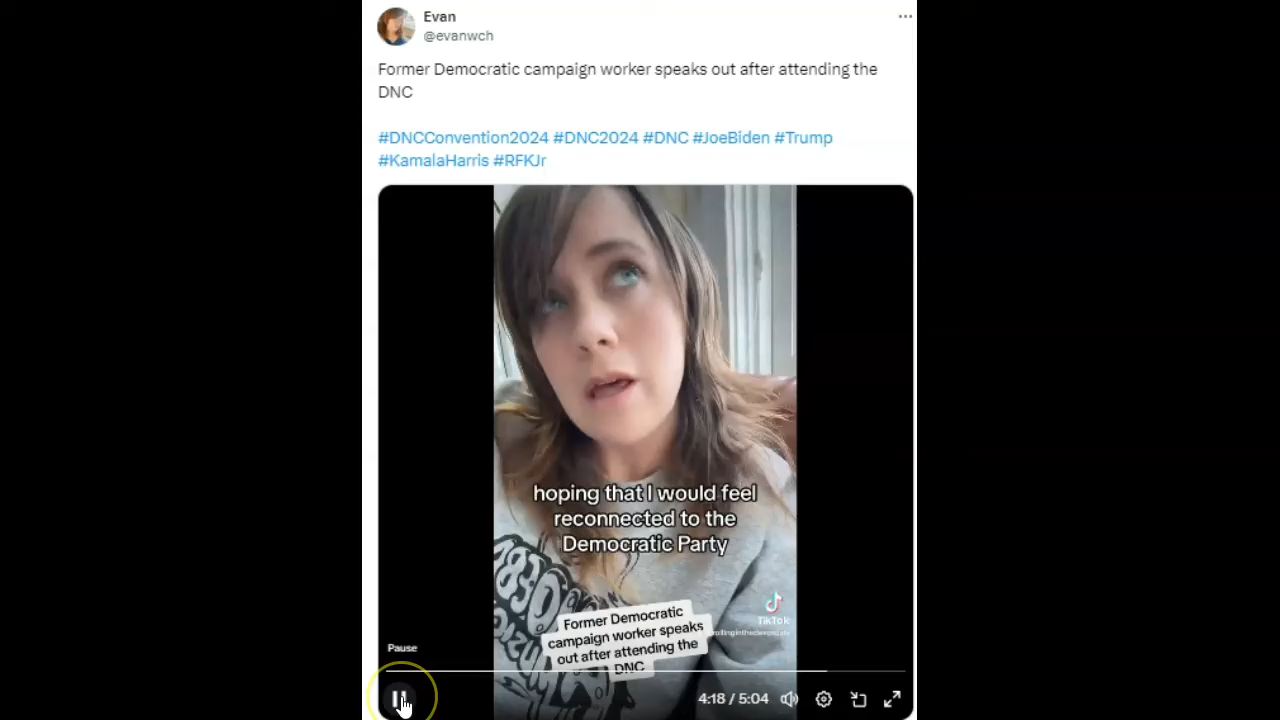 Evan
@evanwch
Former Democratic campaign worker speaks out after attending the
DNC
#DNCConvention2024 #DNC2024 #DNC #JoeBiden #Trump
#KamalaHarris #RFKJr
hoping that I would feel
reconnected to the
Democratic Party
TikTok
Former Democratic
campaign worker speaks
out after attending the
DNC
Pause
4:18 / 5:04